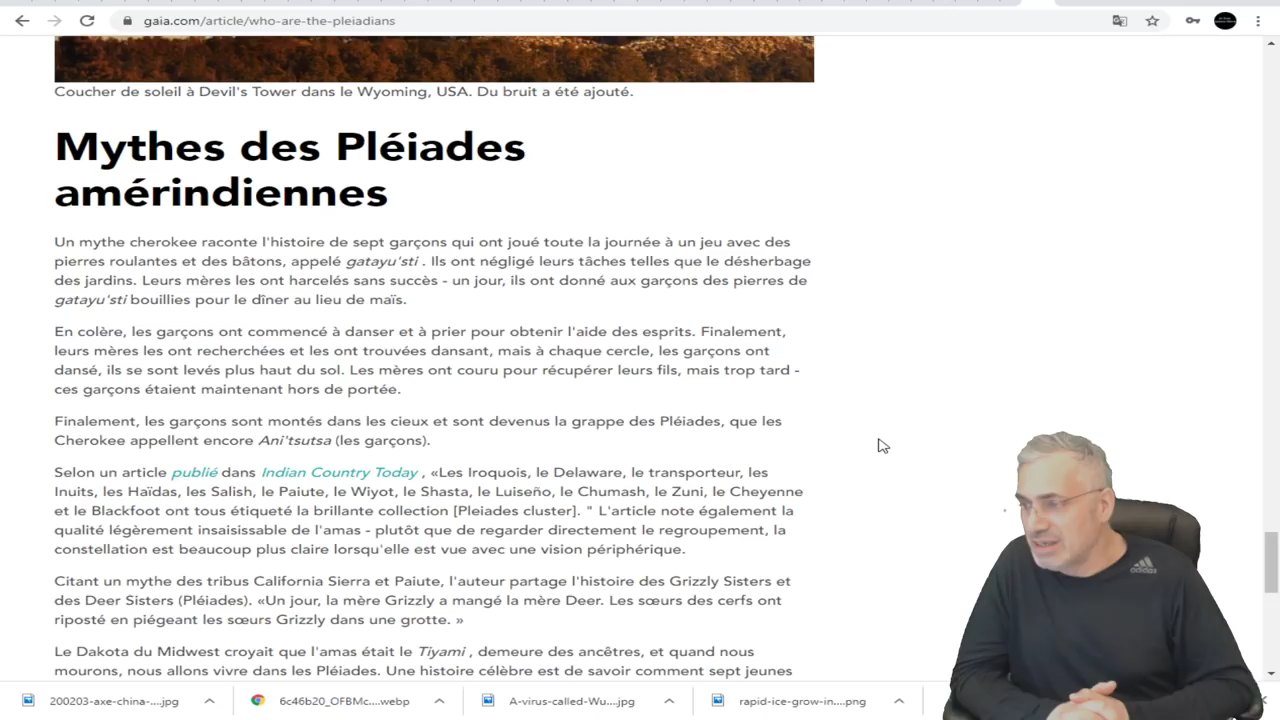 gaia.com/article/who-are-the-pleiadians
Coucher de soleil à Devil's Tower dans le Wyoming, USA. Du bruit a été ajouté.
Mythes des Pléiades
amérindiennes
Un mythe cherokee raconte l'histoire de sept garçons qui ont joué toute la journée à un jeu avec des
pierres roulantes et des bâtons, appelé gatayu'sti . Ils ont négligé leurs tâches telles que le désherbage
des jardins. Leurs mères les ont harcelés sans succès - un jour, ils ont donné aux garçons des pierres de
gatayu'sti bouillies pour le dîner au lieu de maïs.
En colère, les garçons ont commencé à danser et à prier pour obtenir l'aide des esprits. Finalement,
leurs mères les ont recherchées et les ont trouvées dansant, mais à chaque cercle, les garçons ont
dansé, ils se sont levés plus haut du sol. Les mères ont couru pour récupérer leurs fils, mais trop tard -
ces garçons étaient maintenant hors de portée.
Finalement, les garçons sont montés dans les cieux et sont devenus la grappe des Pléiades, que les
Cherokee appellent encore Ani'tsutsa (les garçons).
Selon un article publié dans Indian Country Today , «Les Iroquois, le Delaware, le transporteur, les
Inuits, les Haïdas, les Salish, le Paiute, le Wiyot, le Shasta, le Luiseño, le Chumash, le Zuni, le Cheyenne
et le Blackfoot ont tous étiqueté la brillante collection [Pleiades cluster]. " L'article note également la
qualité légèrement insaisissable de l'amas - plutôt que de regarder directement le regroupement, la
constellation est beaucoup plus claire lorsqu'elle est vue avec une vision périphérique.
Citant un mythe des tribus California Sierra et Paiute, l'auteur partage l'histoire des Grizzly Sisters et
des Deer Sisters (Pléiades). «Un jour, la mère Grizzly a mangé la mère Deer. Les sœurs des cerfs ont
riposté en piégeant les sœurs Grizzly dans une grotte. »
Le Dakota du Midwest croyait que l'amas était le Tiyami , demeure des ancêtres, et quand nous
mourons, nous allons vivre dans les Pléiades. Une histoire célèbre est de savoir comment sept jeunes
adidas
200203-axe-china-....jpg
6c46b20_OFBMc....webp
A-virus-called-Wu....jpg
rapid-ice-grow-in....png